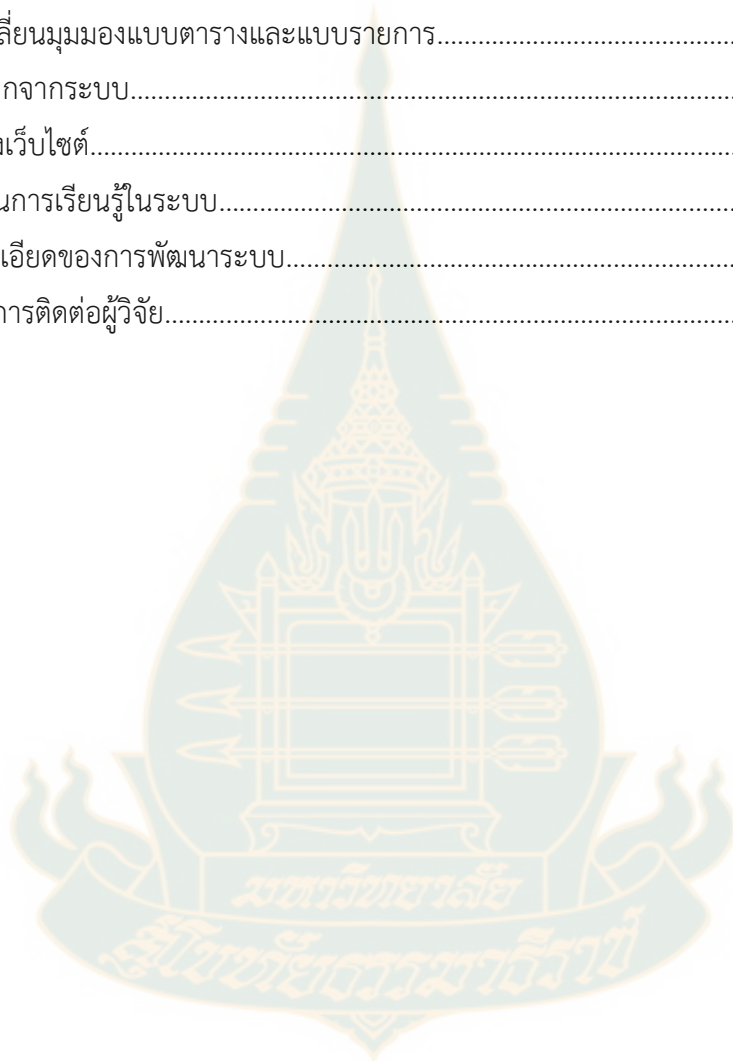 ลี่ยนมุมมองแบบตารางและแบบรายการ................................................
กจากระบบ................................................................................................
งเว็บไซต์......................................................................................................
นการเรียนรู้ในระบบ....................................................................................
เอียดของการพัฒนาระบบ...........................................................................
การติดต่อผู้วิจัย...........................................................................................
มหาวิทยาลัย
สุโขทัยธรรมาธิราช